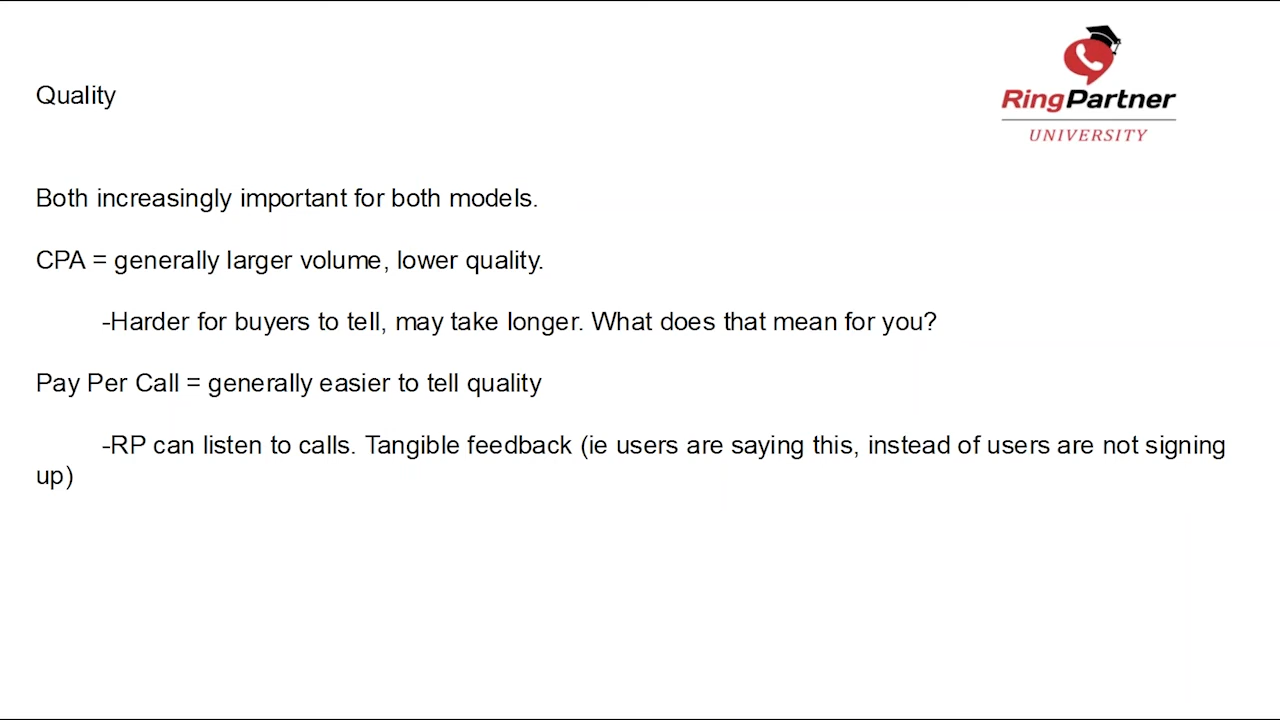 RingPartner
UNIVERSITY
Quality
Both increasingly important for both models.
CPA = generally larger volume, lower quality.
-Harder for buyers to tell, may take longer. What does that mean for you?
Pay Per Call = generally easier to tell quality
-RP can listen to calls. Tangible feedback (ie users are saying this, instead of users are not signing
up)